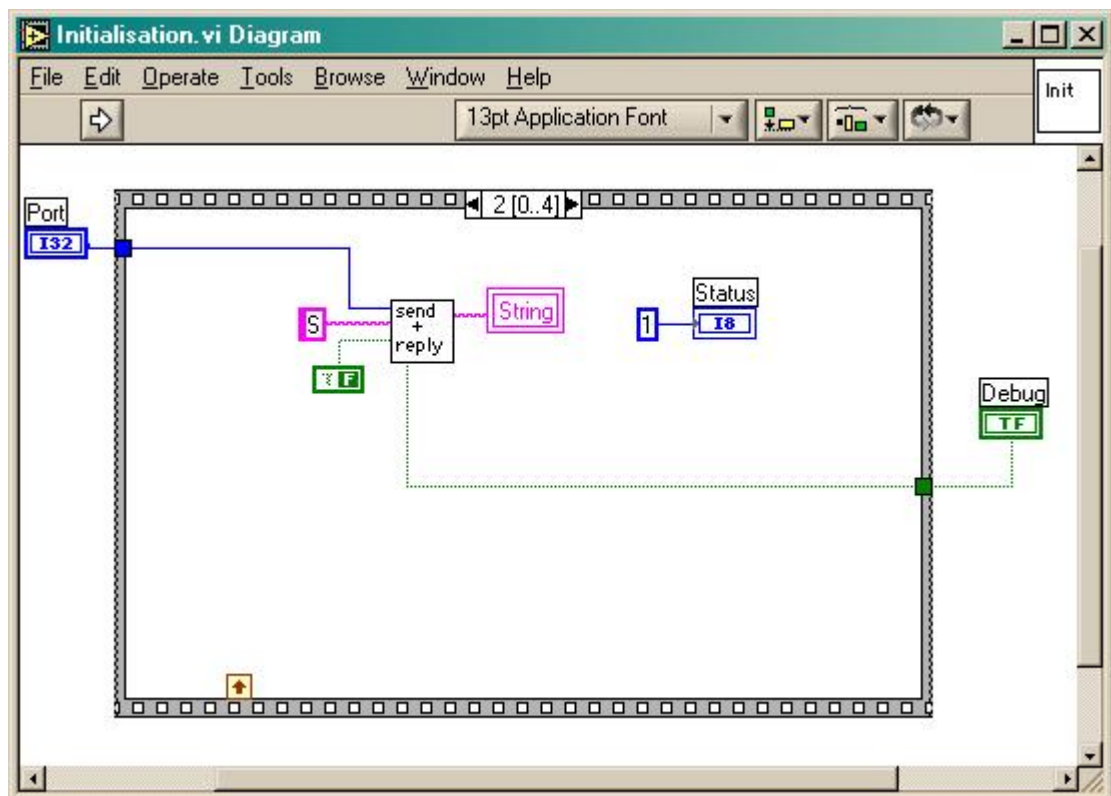 Initialisation.vi Diagram
File Edit Operate Tools Browse Window Help
Init
13pt Application Font
2 [0..4]
Port
I32
send
+
reply
S
String
F
Status
1
I8
Debug
TF